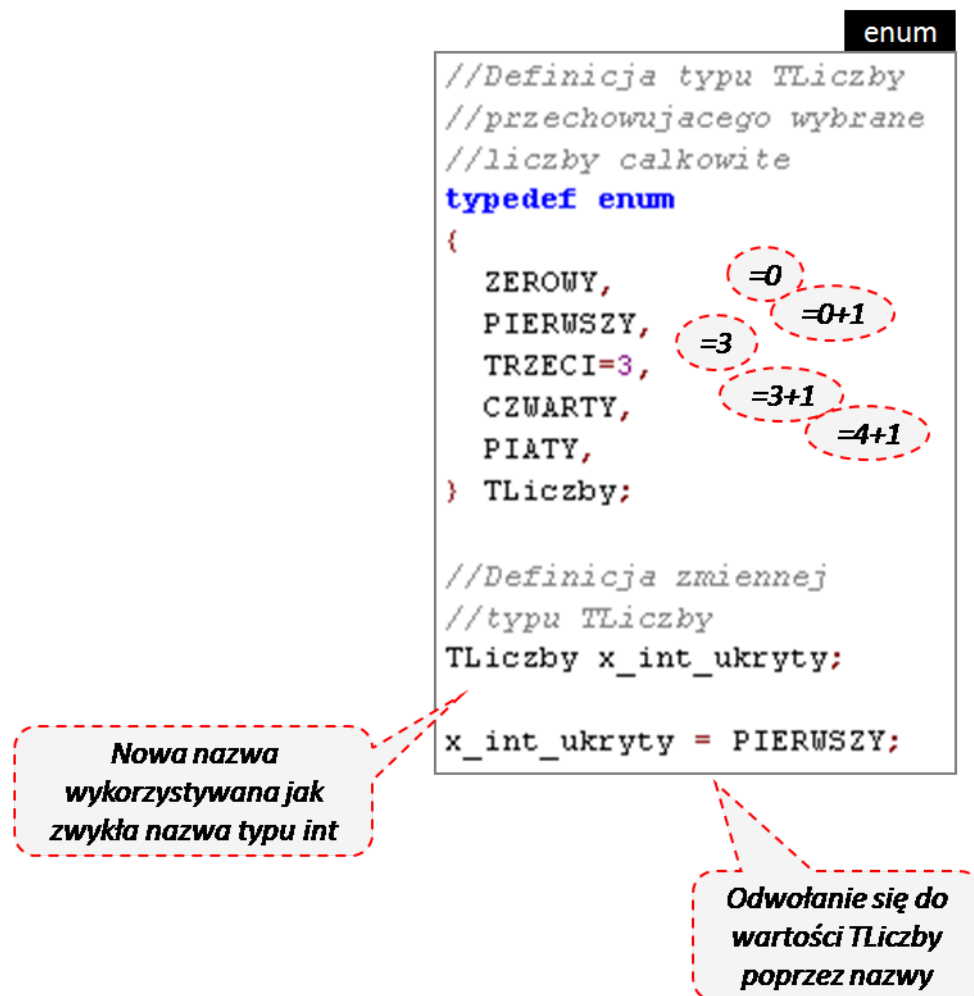 enum
//Definicja typu TLiczby
//przechowujacego wybrane
//liczby calkowite
typedef enum
{
ZEROWY,
=0
PIERWSZY,
=0+1
TRZECI=3,
=3
CZWARTY,
=3+1
PIATY,
=4+1
} TLiczby;
//Definicja zmiennej
//typu TLiczby
TLiczby x_int_ukryty;
x_int_ukryty = PIERWSZY;
Nowa nazwa
wykorzystywana jak
zwykła nazwa typu int
Odwołanie się do
wartości TLiczby
poprzez nazwy